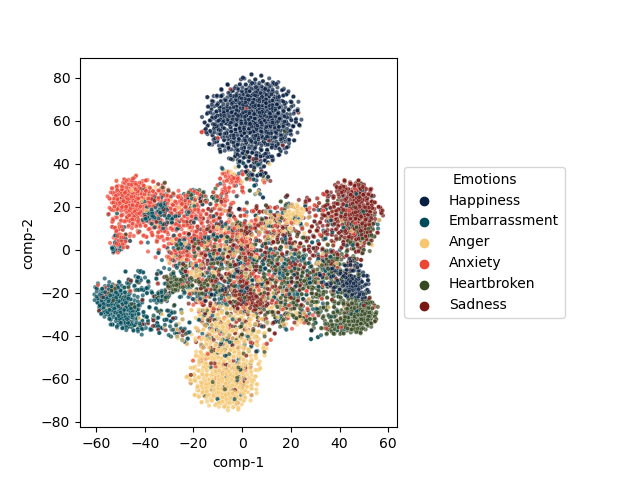 80
60
40
20
0
−20
−40
−60
−80
comp-2
−60 −40 −20 0 20 40 60
comp-1
Emotions
Happiness
Embarrassment
Anger
Anxiety
Heartbroken
Sadness